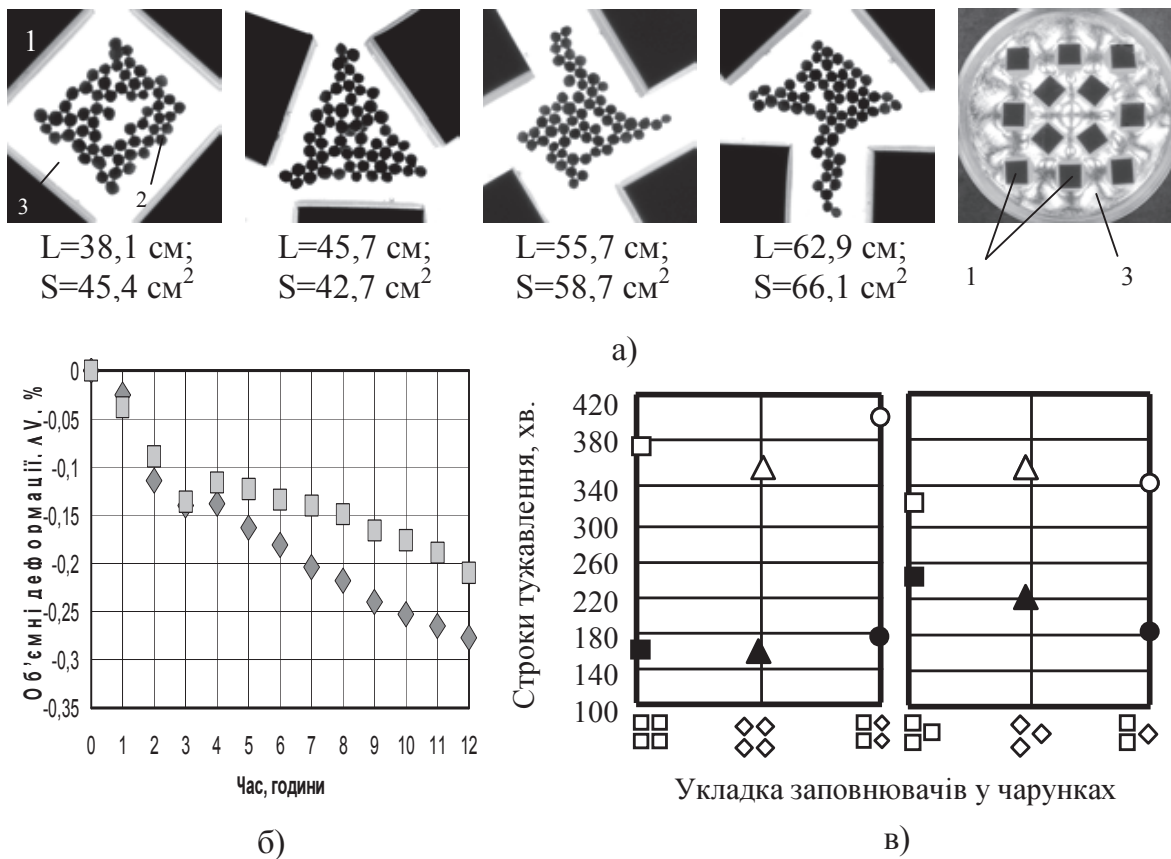 1
3
2
1
3
L=38,1 см;
S=45,4 см²
L=45,7 см;
S=42,7 см²
L=55,7 см;
S=58,7 см²
L=62,9 см;
S=66,1 см²
а)
Об’ємні деформації, ΛV, %
0
-0,05
-0,1
-0,15
-0,2
-0,25
-0,3
-0,35
0 1 2 3 4 5 6 7 8 9 10 11 12
Час, години
б)
Строки тужавлення, хв.
420
380
340
300
260
220
180
140
100
Укладка заповнювачів у чарунках
в)